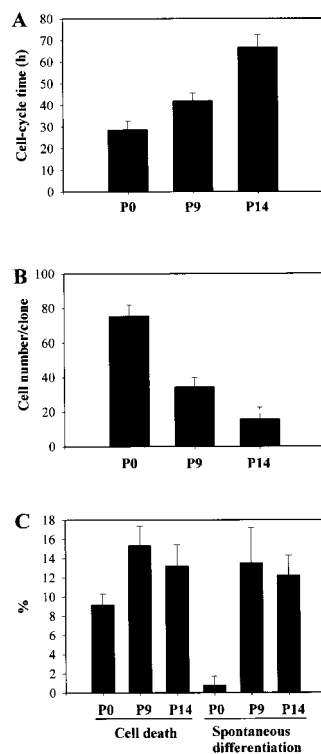 A
Cell-cycle time (h)
80
70
60
50
40
30
20
10
0
P0 P9 P14
B
Cell number/clone
100
80
60
40
20
0
P0 P9 P14
C
%
18
16
14
12
10
8
6
4
2
0
P0 P9 P14 P0 P9 P14
Cell death Spontaneous
differentiation